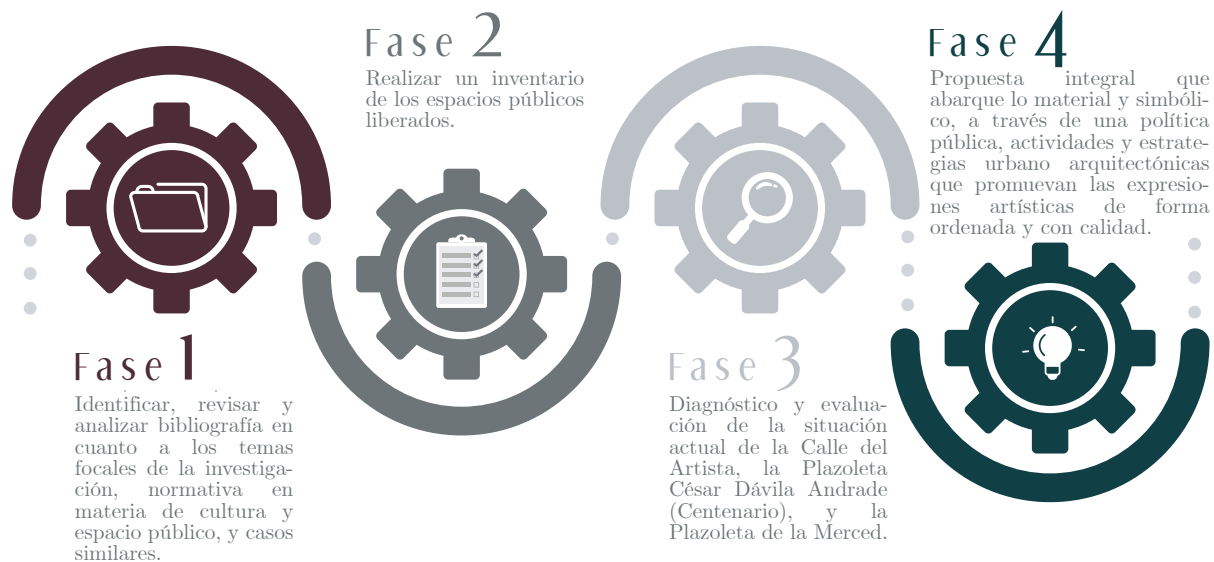 Fase 1
Identificar, revisar y
analizar bibliografía en
cuanto a los temas
focales de la investiga-
ción, normativa en
materia de cultura y
espacio público, y casos
similares.
Fase 2
Realizar un inventario
de los espacios públicos
liberados.
Fase 3
Diagnóstico y evalua-
ción de la situación
actual de la Calle del
Artista, la Plazoleta
César Dávila Andrade
(Centenario), y la
Plazoleta de la Merced.
Fase 4
Propuesta integral que
abarque lo material y simbóli-
co, a través de una política
pública, actividades y estrate-
gias urbano arquitectónicas
que promuevan las expresio-
nes artísticas de forma
ordenada y con calidad.